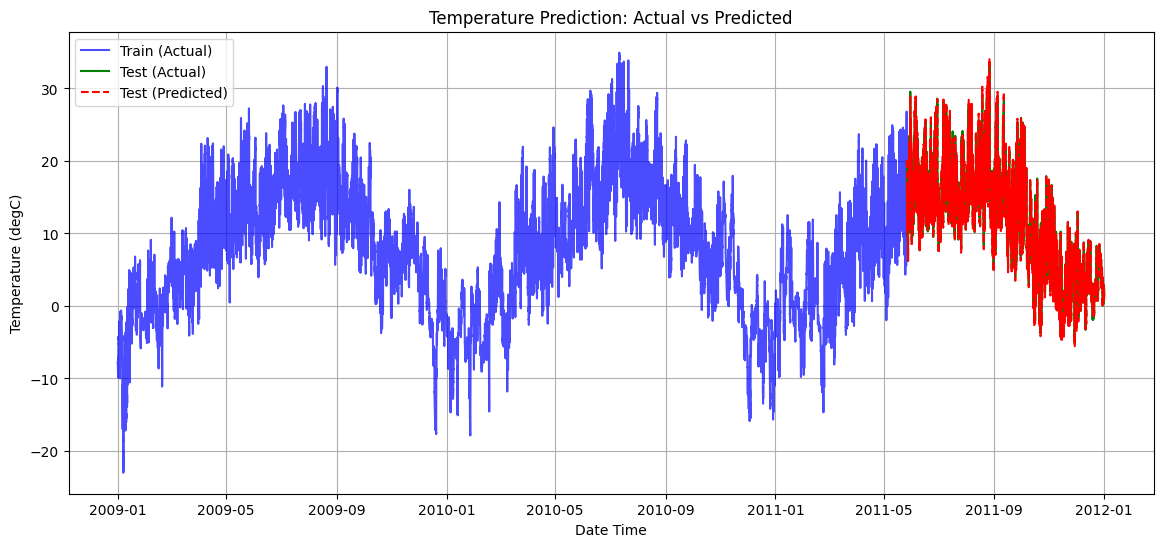 Temperature Prediction: Actual vs Predicted
Train (Actual)
Test (Actual)
Test (Predicted)
Temperature (degC)
30
20
10
0
−10
−20
2009-01 2009-05 2009-09 2010-01 2010-05 2010-09 2011-01 2011-05 2011-09 2012-01
Date Time